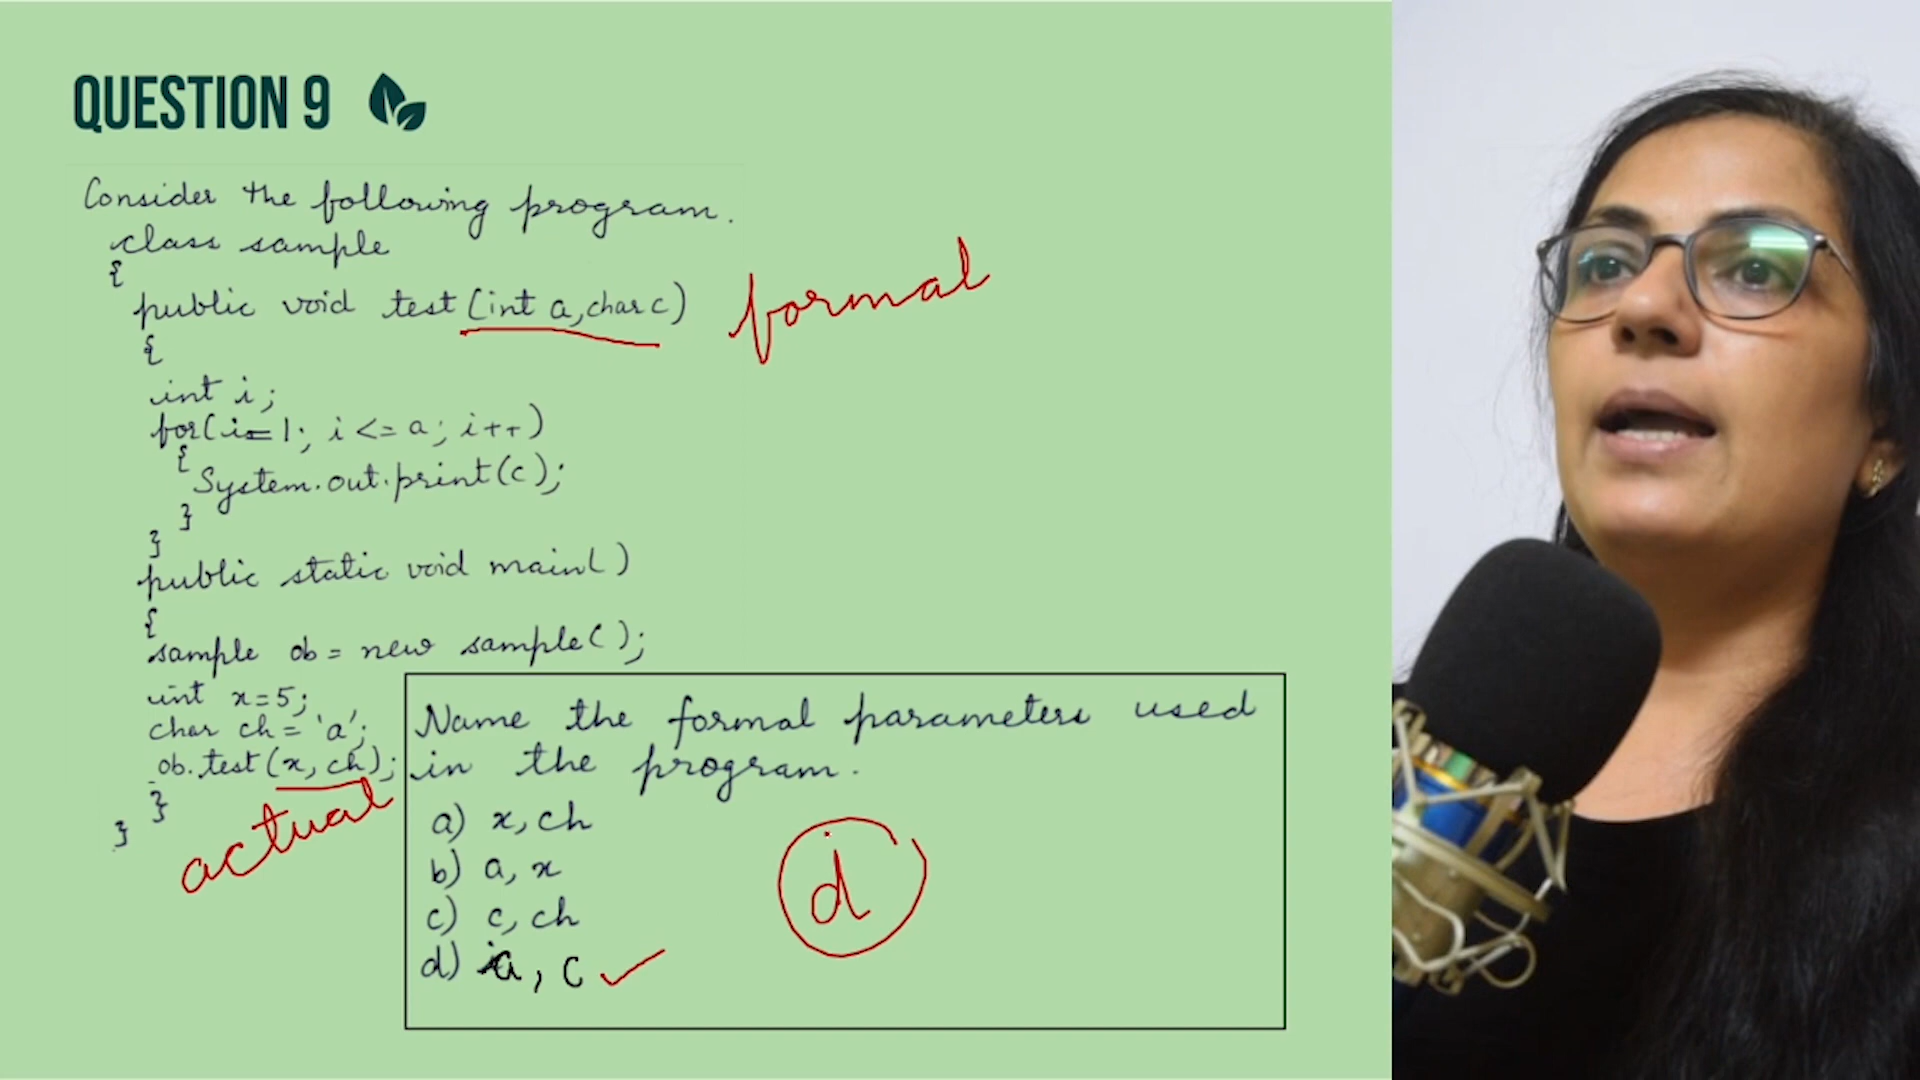 QUESTION 9
Consider the following program.
class sample
{
public void test (int a, char c)
formal
{
int i;
for(i=1; i<=a; i++)
{
System.out.print(c);
}
}
public static void main()
{
sample ob = new sample();
int x=5;
char ch = 'a';
ob.test(x, ch);
}
}
actual
Name the formal parameters used
in the program.
a) x, ch
b) a, x
c) c, ch
d) a, c ✓
d